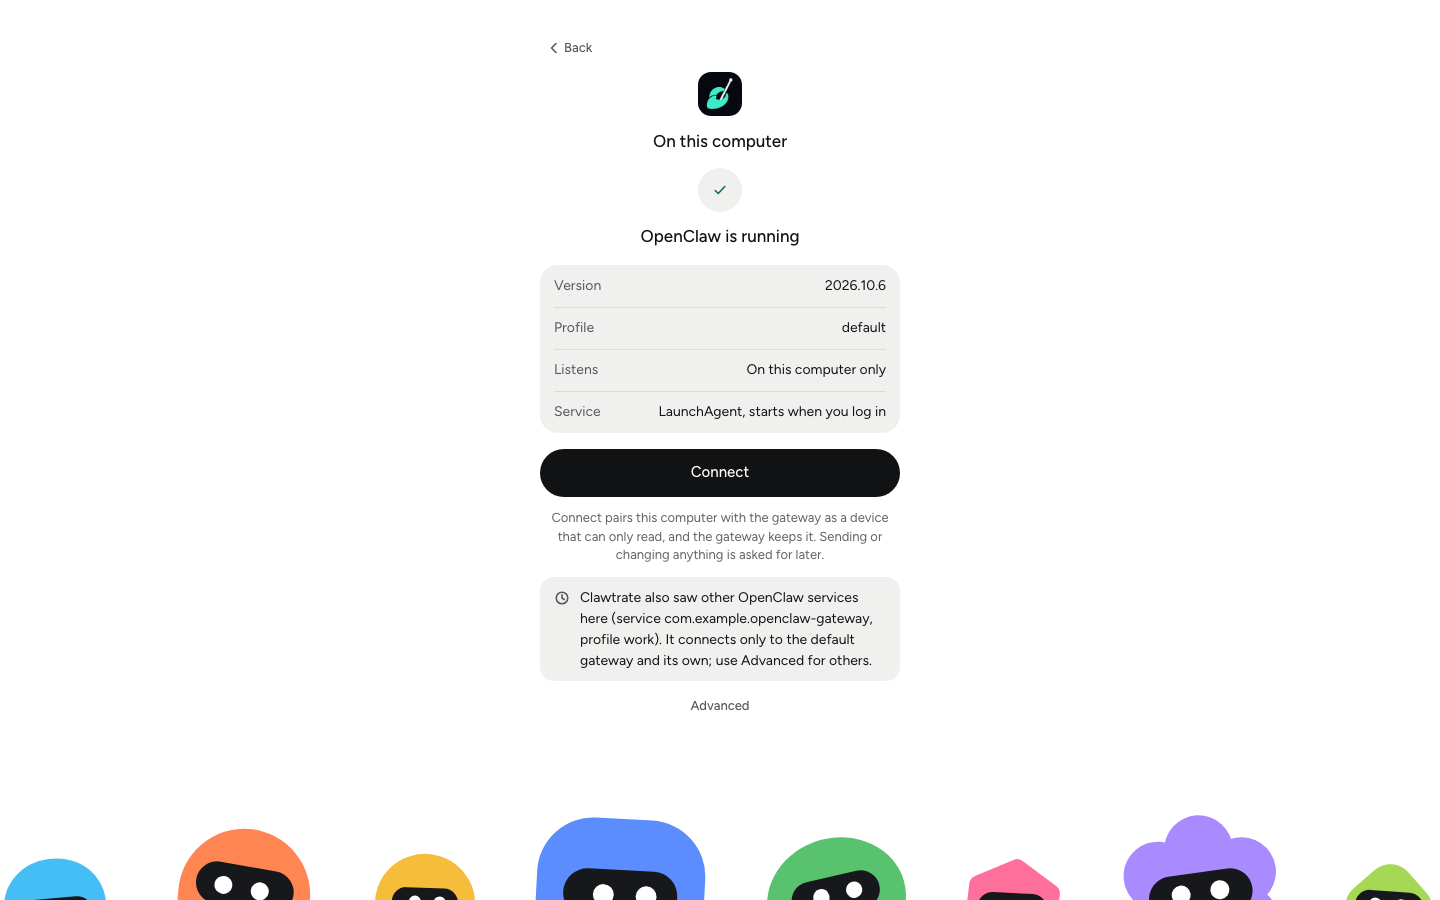 Back
On this computer
OpenClaw is running
Version 2026.10.6
Profile default
Listens On this computer only
Service LaunchAgent, starts when you log in
Connect
Connect pairs this computer with the gateway as a device
that can only read, and the gateway keeps it. Sending or
changing anything is asked for later.
Clawtrate also saw other OpenClaw services
here (service com.example.openclaw-gateway,
profile work). It connects only to the default
gateway and its own; use Advanced for others.
Advanced